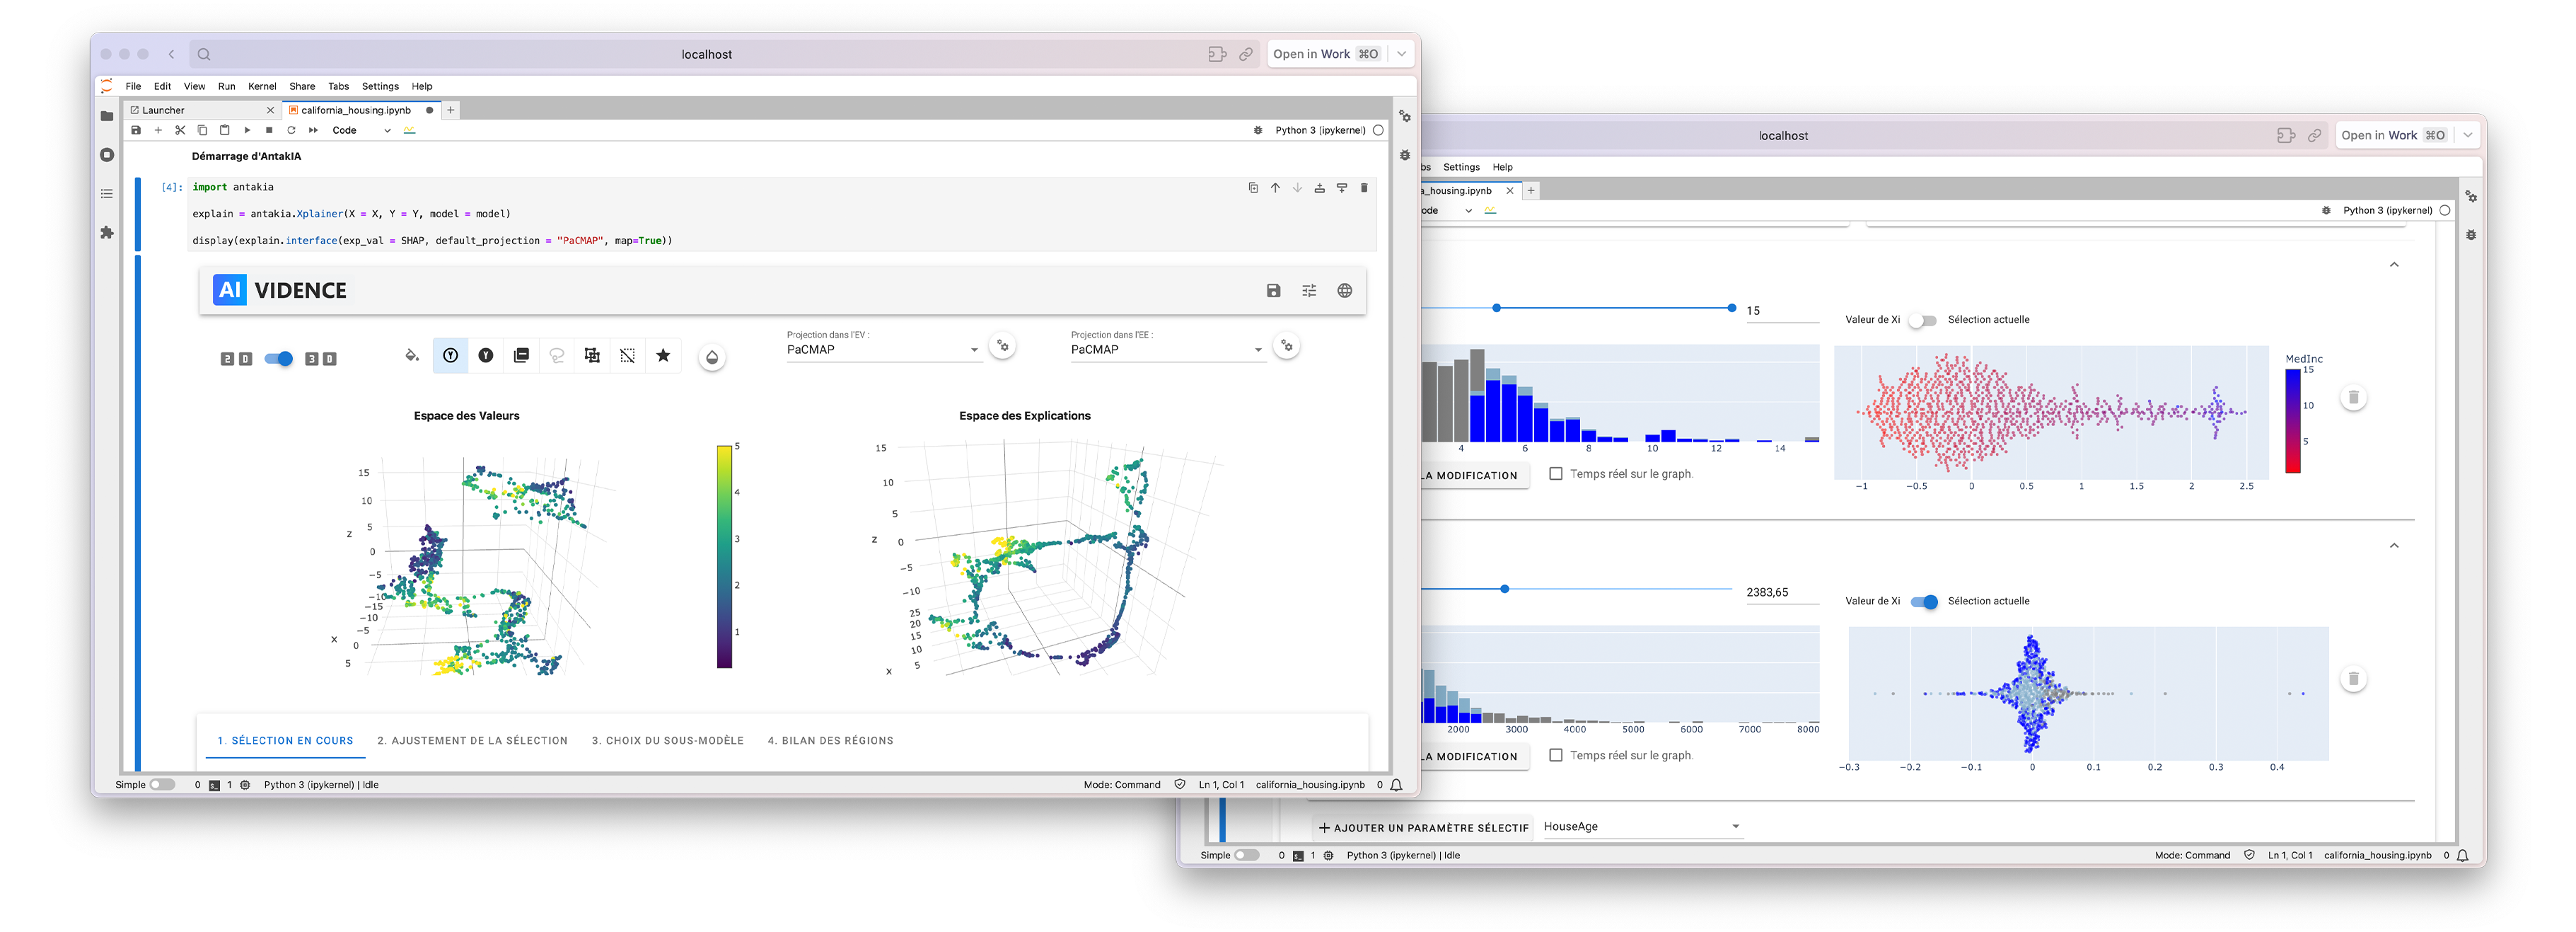 localhost
Open in Work ⌘O
File Edit View Run Kernel Share Tabs Settings Help
Launcher
california_housing.ipynb
Code
Python 3 (ipykernel)
Démarrage d'AntakIA
[4]: import antakia
explain = antakia.Xplainer(X = X, Y = Y, model = model)
display(explain.interface(exp_val = SHAP, default_projection = "PaCMAP", map=True))
AI VIDENCE
2 D 3 D
Projection dans l'EV :
PaCMAP
Projection dans l'EE :
PaCMAP
Espace des Valeurs
15
10
5
z
0
−5
−10
−15
−10
−5
x
0
5
5
4
3
2
1
Espace des Explications
15
10
5
z
0
−5
−10
25
20
15
10
x
5
1. SÉLECTION EN COURS 2. AJUSTEMENT DE LA SÉLECTION 3. CHOIX DU SOUS-MODÈLE 4. BILAN DES RÉGIONS
Simple 0 1 Python 3 (ipykernel) | Idle Mode: Command Ln 1, Col 1 california_housing.ipynb 0
localhost
Open in Work ⌘O
bs Settings Help
a_housing.ipynb
ode
Python 3 (ipykernel)
15
Valeur de Xi Sélection actuelle
4 6 8 10 12 14
MedInc
15
10
5
−1 −0.5 0 0.5 1 1.5 2 2.5
LA MODIFICATION
Temps réel sur le graph.
2383,65
Valeur de Xi Sélection actuelle
2000 3000 4000 5000 6000 7000 8000
−0.3 −0.2 −0.1 0 0.1 0.2 0.3 0.4
LA MODIFICATION
Temps réel sur le graph.
+ AJOUTER UN PARAMÈTRE SÉLECTIF
HouseAge
Simple 0 1 Python 3 (ipykernel) | Idle Mode: Command Ln 1, Col 1 california_housing.ipynb 0